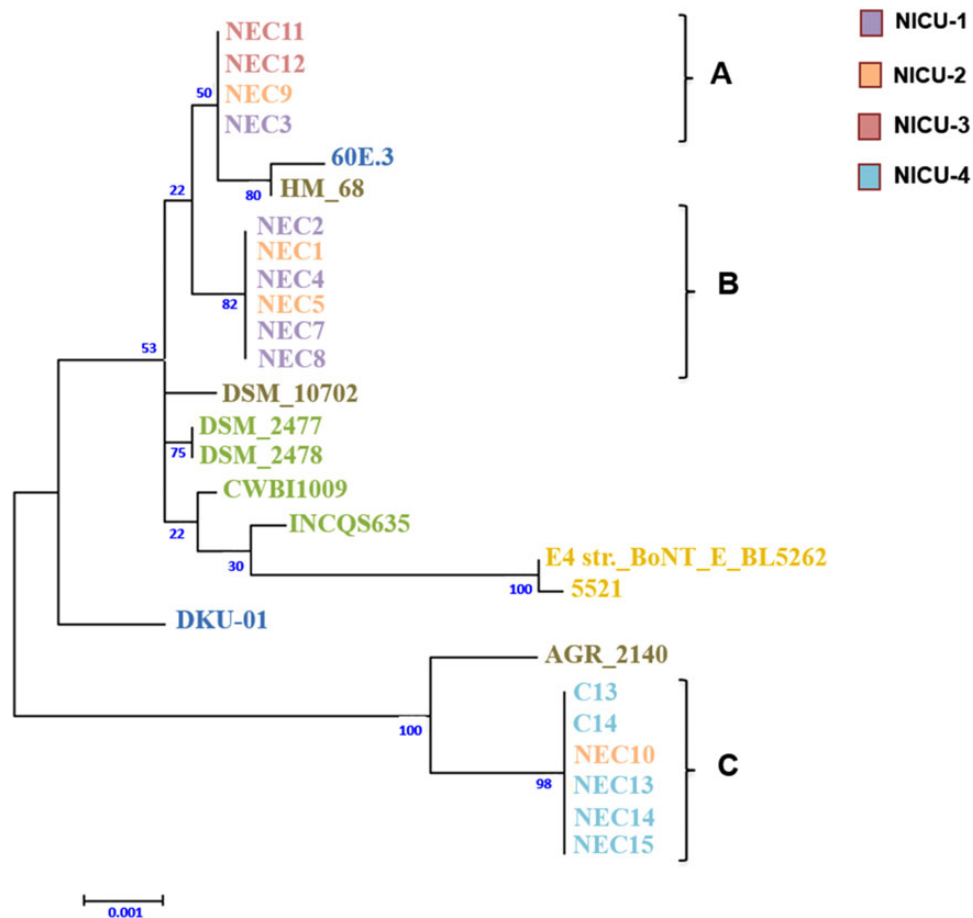 NEC11
NICU-1
NEC12
A
NICU-2
50
NEC9
NEC3
NICU-3
60E.3
NICU-4
22
80
HM_68
NEC2
NEC1
NEC4
B
82
NEC5
NEC7
53
NEC8
DSM_10702
DSM_2477
75
DSM_2478
CWBI1009
22
INCQS635
30
E4 str._BoNT_E_BL5262
100
5521
DKU-01
AGR_2140
C13
100
C14
NEC10
C
98
NEC13
NEC14
NEC15
0.001